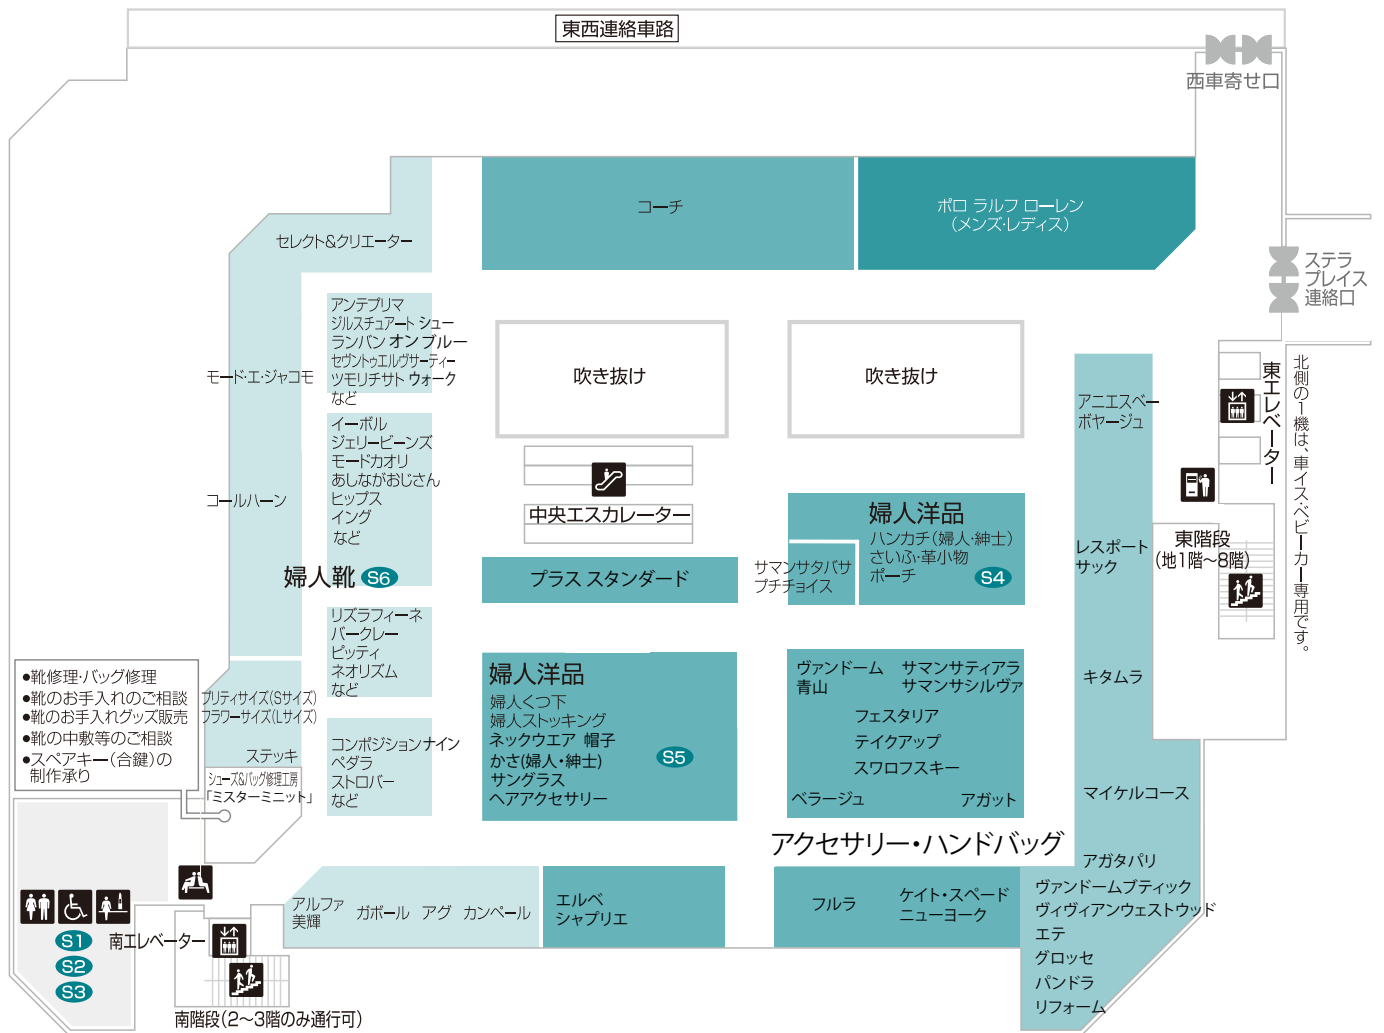 東西連絡車路
西車寄せ口
コーチ
ポロ ラルフ ローレン
(メンズ・レディス)
セレクト&クリエーター
ステラ
プレイス
連絡口
アンテプリマ
ジルスチュアート シュー
ランバン オン ブルー
セヴントゥエルヴサーティー
ツモリチサト ウォーク
など
モード・エ・ジャコモ
吹き抜け
吹き抜け
アニエスベー
ボヤージュ
東エレベーター
北側の1機は、車イス・ベビーカー専用です。
イーボル
ジェリービーンズ
モードカオリ
あしながおじさん
ヒップス
イング
など
コールハーン
中央エスカレーター
婦人洋品
ハンカチ(婦人・紳士)
さいふ・革小物
ポーチ
S4
サマンサタバサ
プチチョイス
プラス スタンダード
婦人靴 S6
レスポート
サック
東階段
(地1階〜8階)
リズラフィーネ
バークレー
ピッティ
ネオリズム
など
●靴修理・バッグ修理
●靴のお手入れのご相談
●靴のお手入れグッズ販売
●靴の中敷等のご相談
●スペアキー(合鍵)の
制作承り
プリティサイズ(Sサイズ)
フラワーサイズ(Lサイズ)
ステッキ
シューズ&バッグ修理工房
「ミスターミニット」
婦人洋品
婦人くつ下
婦人ストッキング
ネックウエア 帽子
かさ(婦人・紳士)
サングラス
ヘアアクセサリー
S5
ヴァンドーム
青山
サマンサティアラ
サマンサシルヴァ
フェスタリア
テイクアップ
スワロフスキー
ベラージュ
アガット
キタムラ
コンポジションナイン
ペダラ
ストロバー
など
マイケルコース
アクセサリー・ハンドバッグ
アガタパリ
ヴァンドームブティック
ヴィヴィアンウェストウッド
エテ
グロッセ
パンドラ
リフォーム
アルファ
美輝
ガボール
アグ
カンペール
エルベ
シャプリエ
フルラ
ケイト・スペード
ニューヨーク
S1
S2
S3
南エレベーター
南階段(2〜3階のみ通行可)